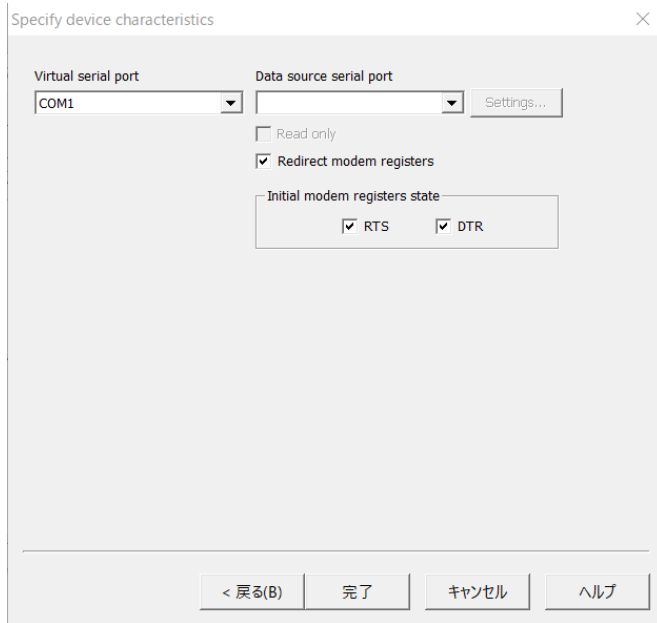 Specify device characteristics
Virtual serial port
Data source serial port
COM1
Settings...
Read only
Redirect modem registers
Initial modem registers state
RTS
DTR
< 戻る(B)
完了
キャンセル
ヘルプ